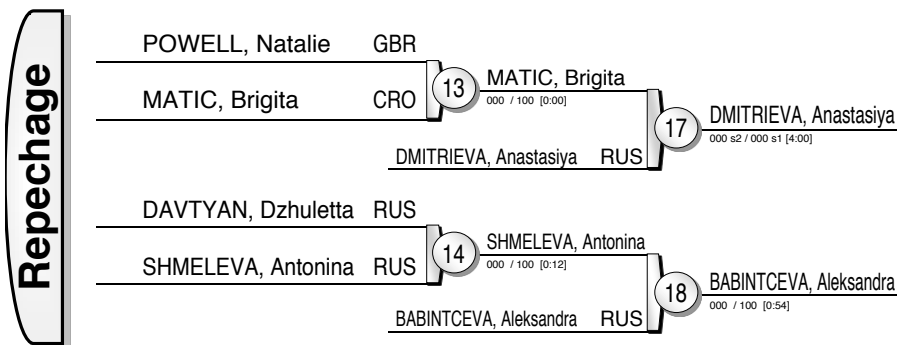 Repechage
POWELL, Natalie GBR
MATIC, Brigita CRO
13
MATIC, Brigita
000 / 100 [0:00]
DMITRIEVA, Anastasiya RUS
17
DMITRIEVA, Anastasiya
000 s2 / 000 s1 [4:00]
DAVTYAN, Dzhuletta RUS
SHMELEVA, Antonina RUS
14
SHMELEVA, Antonina
000 / 100 [0:12]
BABINTCEVA, Aleksandra RUS
18
BABINTCEVA, Aleksandra
000 / 100 [0:54]